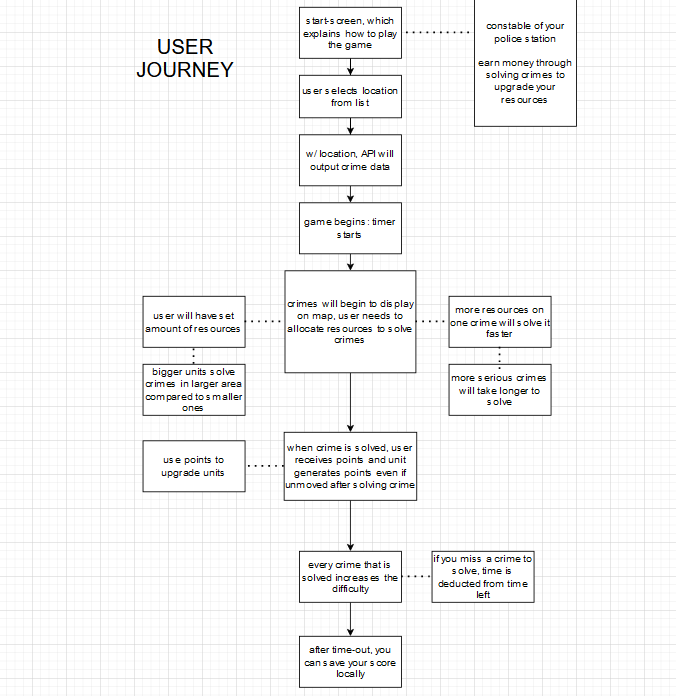 start-screen, which
explains how to play
the game
constable of your
police station
earn money through
solving crimes to
upgrade your
resources
USER
JOURNEY
user selects location
from list
w/ location, API will
output crime data
game begins: timer
starts
crimes will begin to display
on map, user needs to
allocate resources to solve
crimes
user will have set
amount of resources
more resources on
one crime will solve it
faster
bigger units solve
crimes in larger area
compared to smaller
ones
more serious crimes
will take longer to
solve
when crime is solved, user
receives points and unit
generates points even if
unmoved after solving crime
use points to
upgrade units
every crime that is
solved increases the
difficulty
if you miss a crime to
solve, time is
deducted from time
left
after time-out, you
can save your score
locally